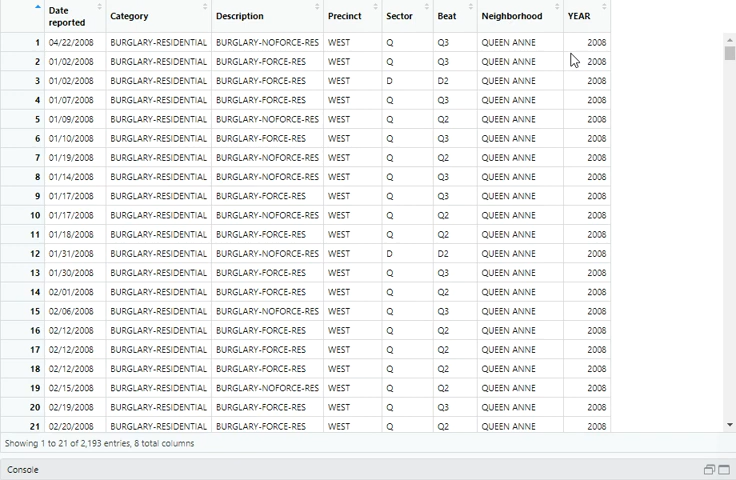 Date reported Category Description Precinct Sector Beat Neighborhood YEAR
1 04/22/2008 BURGLARY-RESIDENTIAL BURGLARY-NOFORCE-RES WEST Q Q3 QUEEN ANNE 2008
2 01/02/2008 BURGLARY-RESIDENTIAL BURGLARY-FORCE-RES WEST Q Q3 QUEEN ANNE 2008
3 01/02/2008 BURGLARY-RESIDENTIAL BURGLARY-FORCE-RES WEST D D2 QUEEN ANNE 2008
4 01/07/2008 BURGLARY-RESIDENTIAL BURGLARY-FORCE-RES WEST Q Q3 QUEEN ANNE 2008
5 01/09/2008 BURGLARY-RESIDENTIAL BURGLARY-NOFORCE-RES WEST Q Q2 QUEEN ANNE 2008
6 01/10/2008 BURGLARY-RESIDENTIAL BURGLARY-FORCE-RES WEST Q Q3 QUEEN ANNE 2008
7 01/19/2008 BURGLARY-RESIDENTIAL BURGLARY-NOFORCE-RES WEST Q Q2 QUEEN ANNE 2008
8 01/14/2008 BURGLARY-RESIDENTIAL BURGLARY-NOFORCE-RES WEST Q Q3 QUEEN ANNE 2008
9 01/17/2008 BURGLARY-RESIDENTIAL BURGLARY-FORCE-RES WEST Q Q3 QUEEN ANNE 2008
10 01/17/2008 BURGLARY-RESIDENTIAL BURGLARY-NOFORCE-RES WEST Q Q2 QUEEN ANNE 2008
11 01/18/2008 BURGLARY-RESIDENTIAL BURGLARY-FORCE-RES WEST Q Q2 QUEEN ANNE 2008
12 01/31/2008 BURGLARY-RESIDENTIAL BURGLARY-NOFORCE-RES WEST D D2 QUEEN ANNE 2008
13 01/30/2008 BURGLARY-RESIDENTIAL BURGLARY-FORCE-RES WEST Q Q3 QUEEN ANNE 2008
14 02/01/2008 BURGLARY-RESIDENTIAL BURGLARY-FORCE-RES WEST Q Q2 QUEEN ANNE 2008
15 02/06/2008 BURGLARY-RESIDENTIAL BURGLARY-NOFORCE-RES WEST Q Q3 QUEEN ANNE 2008
16 02/12/2008 BURGLARY-RESIDENTIAL BURGLARY-FORCE-RES WEST Q Q2 QUEEN ANNE 2008
17 02/12/2008 BURGLARY-RESIDENTIAL BURGLARY-FORCE-RES WEST Q Q2 QUEEN ANNE 2008
18 02/12/2008 BURGLARY-RESIDENTIAL BURGLARY-FORCE-RES WEST Q Q2 QUEEN ANNE 2008
19 02/15/2008 BURGLARY-RESIDENTIAL BURGLARY-NOFORCE-RES WEST Q Q2 QUEEN ANNE 2008
20 02/19/2008 BURGLARY-RESIDENTIAL BURGLARY-FORCE-RES WEST Q Q3 QUEEN ANNE 2008
21 02/20/2008 BURGLARY-RESIDENTIAL BURGLARY-FORCE-RES WEST Q Q2 QUEEN ANNE 2008
Showing 1 to 21 of 2,193 entries, 8 total columns
Console